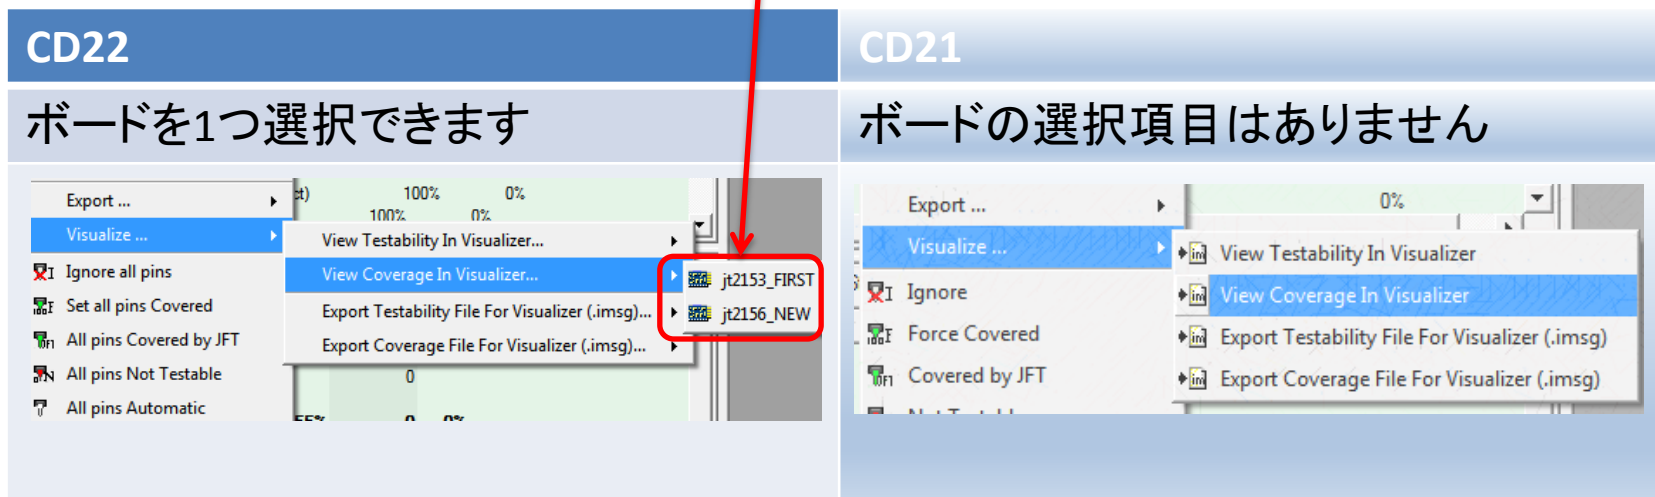 CD22
ボードを1つ選択できます
Export ...
Visualize ...
Ignore all pins
Set all pins Covered
All pins Covered by JFT
All pins Not Testable
All pins Automatic
100% 0%
100% 0%
View Testability In Visualizer...
View Coverage In Visualizer...
Export Testability File For Visualizer (.imsg)...
Export Coverage File For Visualizer (.imsg)...
jt2153_FIRST
jt2156_NEW
0
CD21
ボードの選択項目はありません
Export ...
0%
Visualize ...
Ignore
Force Covered
Covered by JFT
View Testability In Visualizer
View Coverage In Visualizer
Export Testability File For Visualizer (.imsg)
Export Coverage File For Visualizer (.imsg)